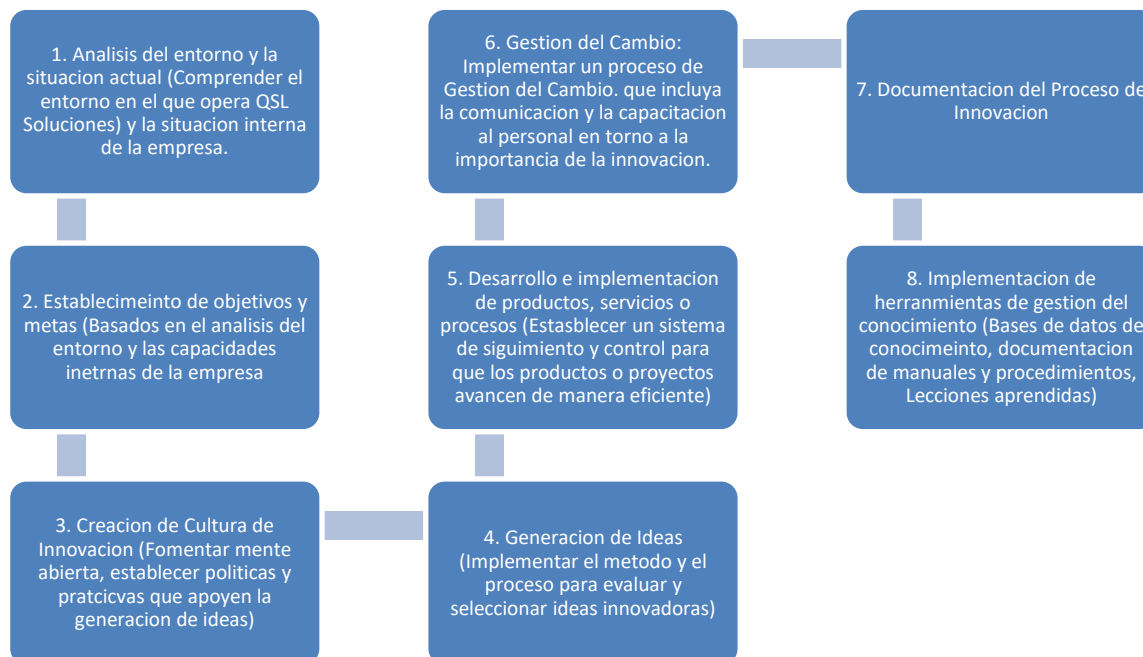 1. Analisis del entorno y la
situacion actual (Comprender el
entorno en el que opera QSL
Soluciones) y la situacion interna
de la empresa.
2. Establecimeinto de objetivos y
metas (Basados en el analisis del
entorno y las capacidades
inetrnas de la empresa
3. Creacion de Cultura de
Innovacion (Fomentar mente
abierta, establecer politicas y
pratcicvas que apoyen la
generacion de ideas)
4. Generacion de Ideas
(Implementar el metodo y el
proceso para evaluar y
seleccionar ideas innovadoras)
5. Desarrollo e implementacion
de productos, servicios o
procesos (Estasblecer un sistema
de siguimiento y control para
que los productos o proyectos
avancen de manera eficiente)
6. Gestion del Cambio:
Implementar un proceso de
Gestion del Cambio. que incluya
la comunicacion y la capacitacion
al personal en torno a la
importancia de la innovacion.
7. Documentacion del Proceso de
Innovacion
8. Implementacion de
herranmientas de gestion del
conocimiento (Bases de datos de
conocimeinto, documentacion
de manuales y procedimientos,
Lecciones aprendidas)